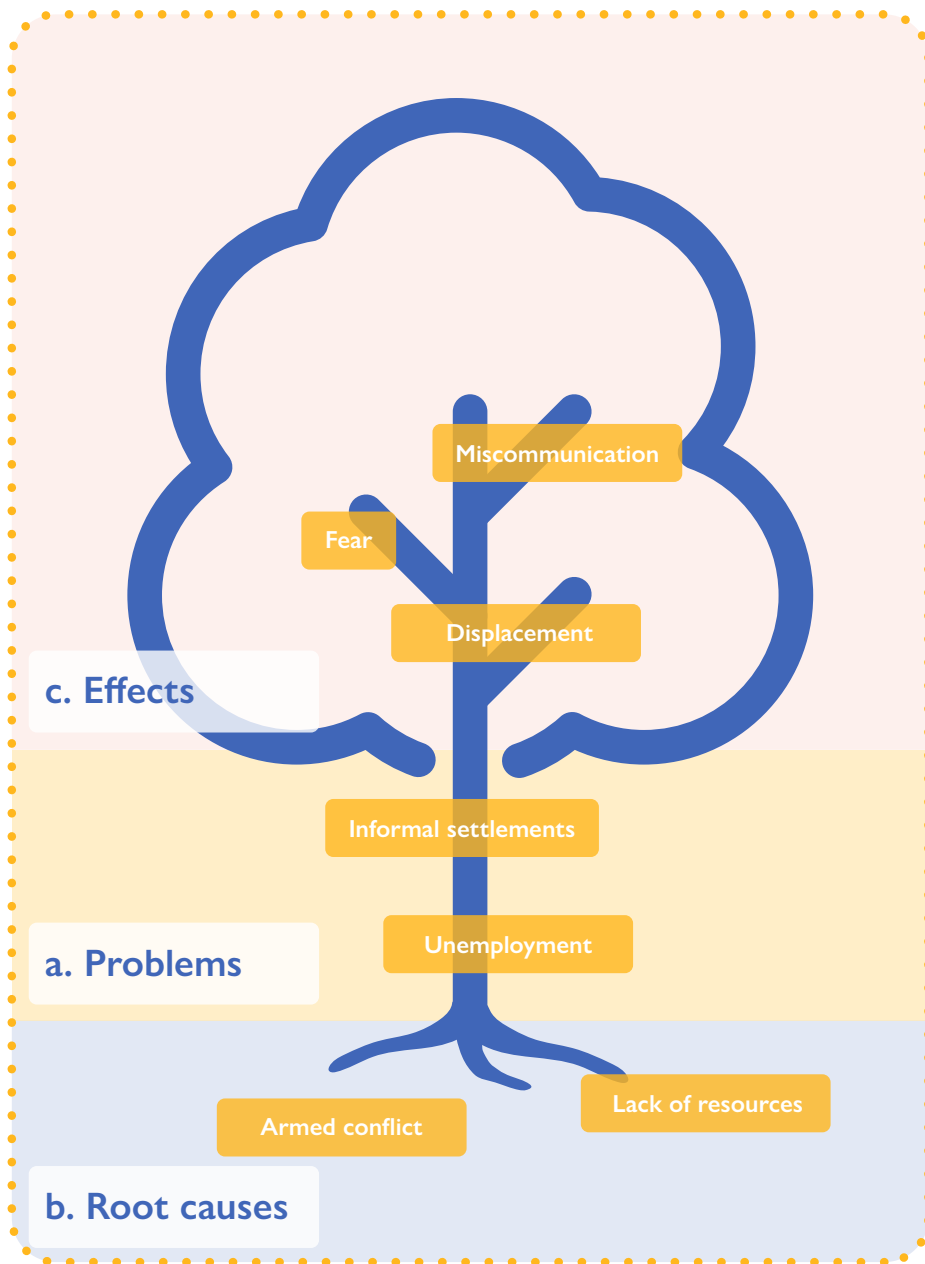 Miscommunication
Fear
Displacement
c. Effects
Informal settlements
Unemployment
a. Problems
Lack of resources
Armed conflict
b. Root causes